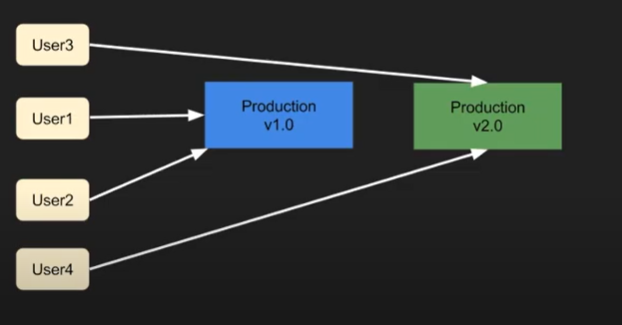 User3
User1
User2
User4
Production
v1.0
Production
v2.0